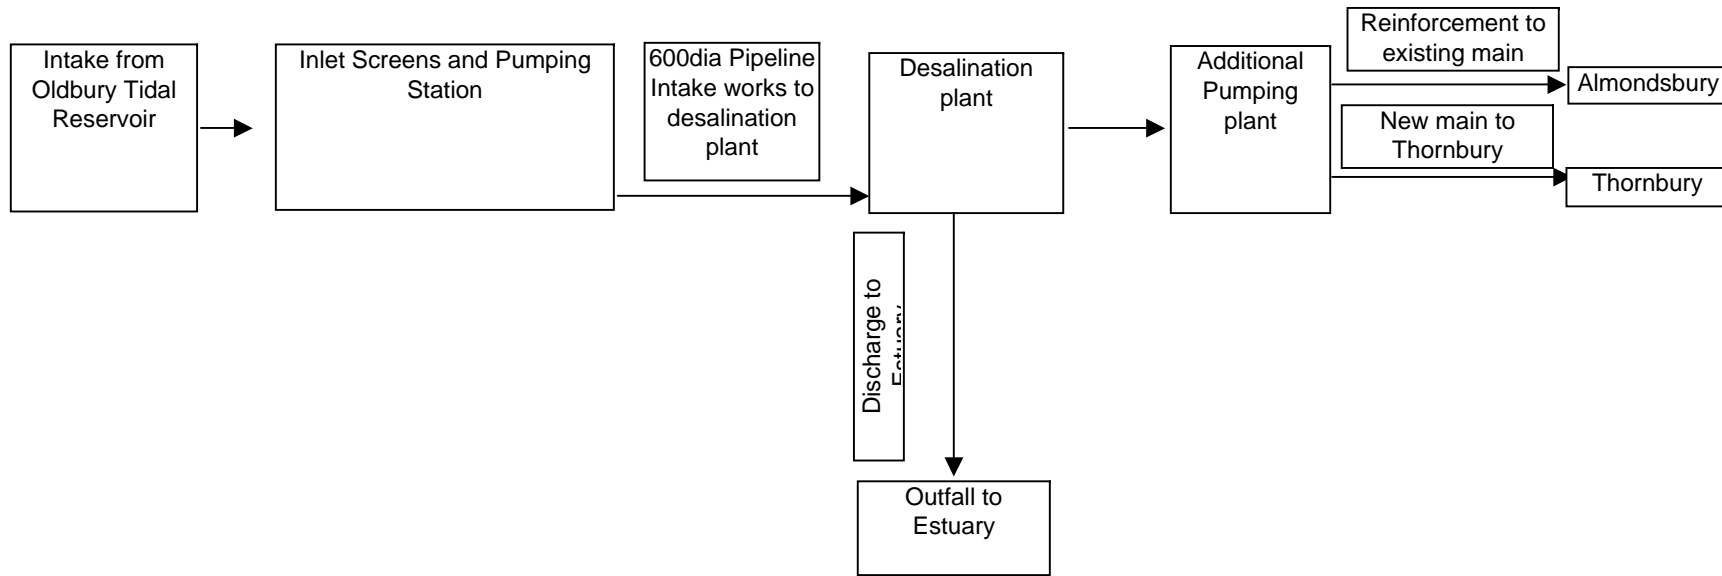 Intake from
Oldbury Tidal
Reservoir
Inlet Screens and Pumping
Station
600dia Pipeline
Intake works to
desalination
plant
Desalination
plant
Additional
Pumping
plant
Reinforcement to
existing main
Almondsbury
New main to
Thornbury
Thornbury
Discharge to
Estuary
Outfall to
Estuary